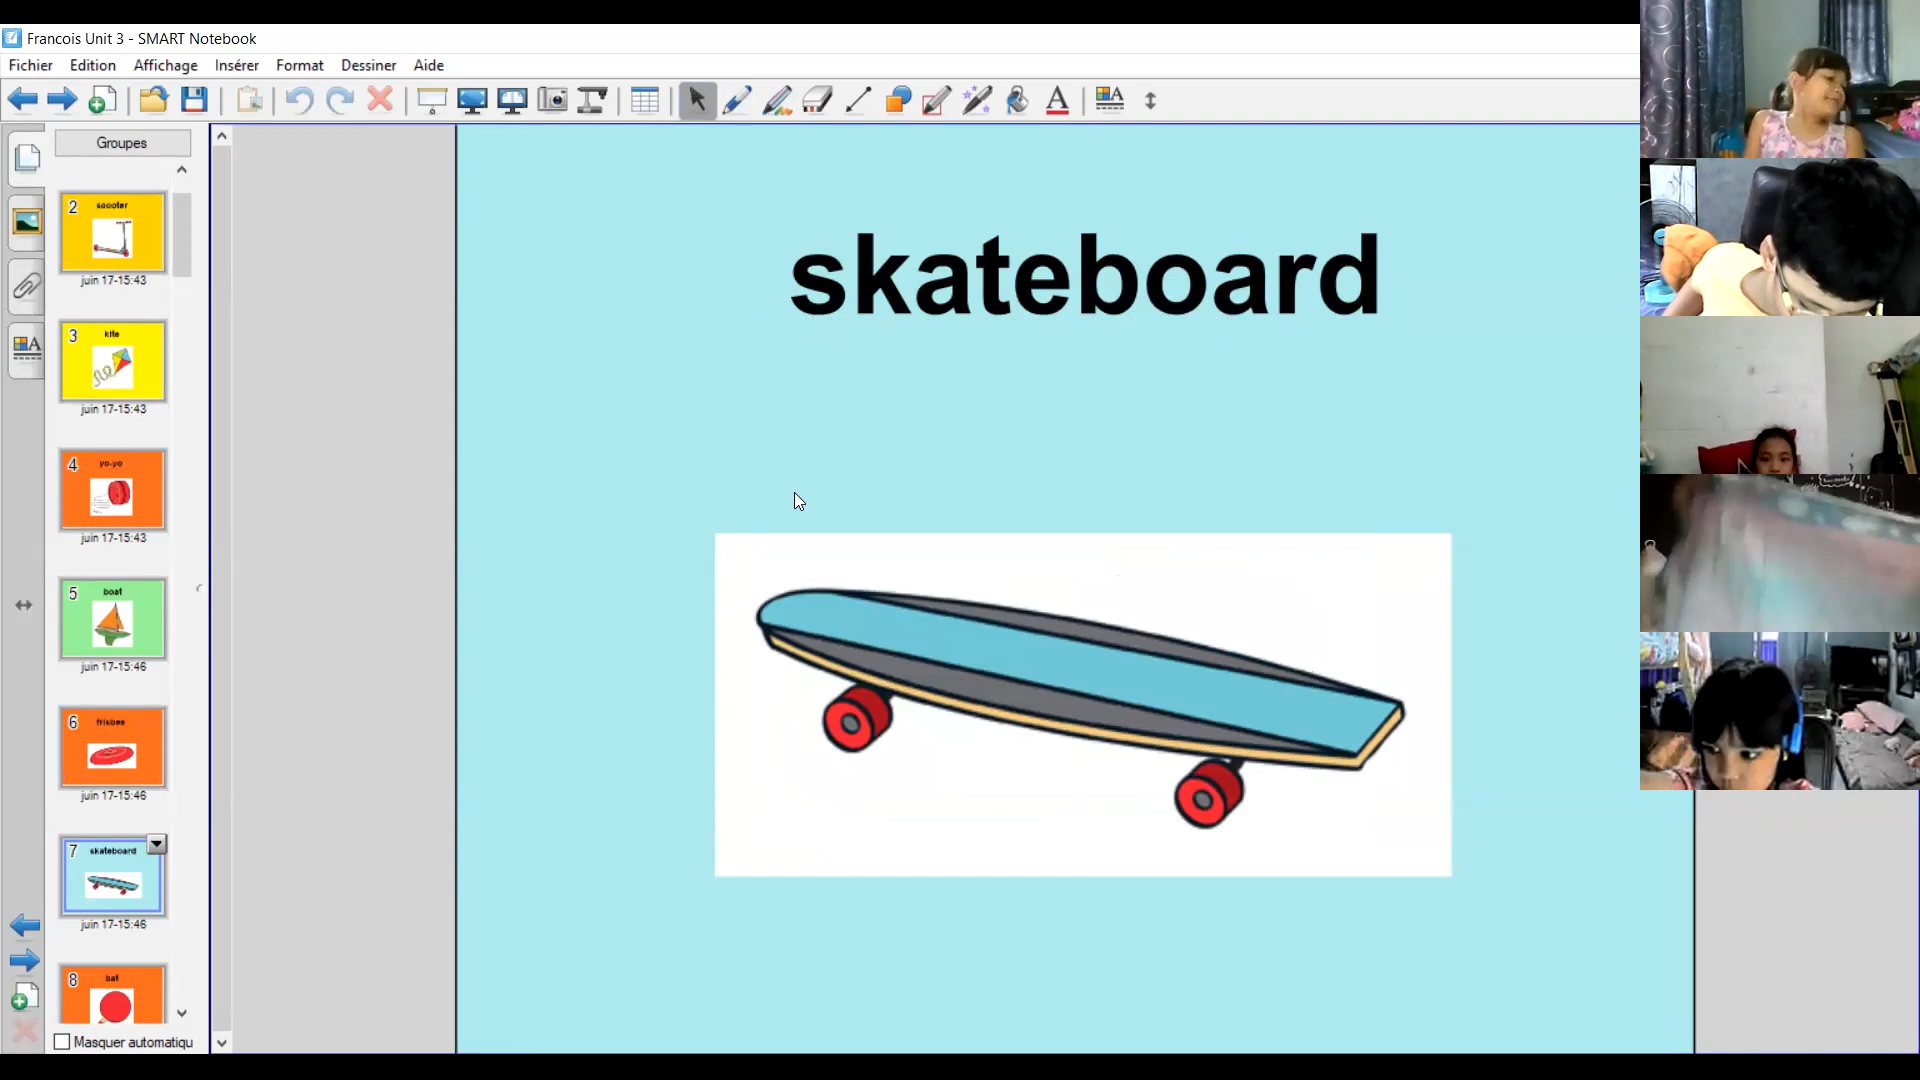 Francois Unit 3 - SMART Notebook
Fichier Edition Affichage Insérer Format Dessiner Aide
Groupes
2 scooter
juin 17-15:43
3 kite
juin 17-15:43
4 yo-yo
juin 17-15:43
5 boat
juin 17-15:46
6 frisbee
juin 17-15:46
7 skateboard
juin 17-15:46
8 bat
Masquer automatiqu
skateboard